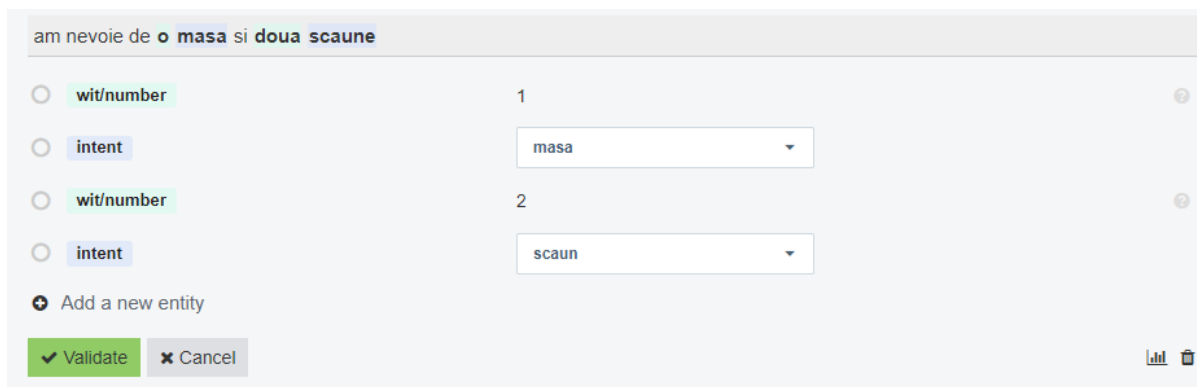 am nevoie de o masa si doua scaune
wit/number 1
intent masa
wit/number 2
intent scaun
Add a new entity
Validate Cancel